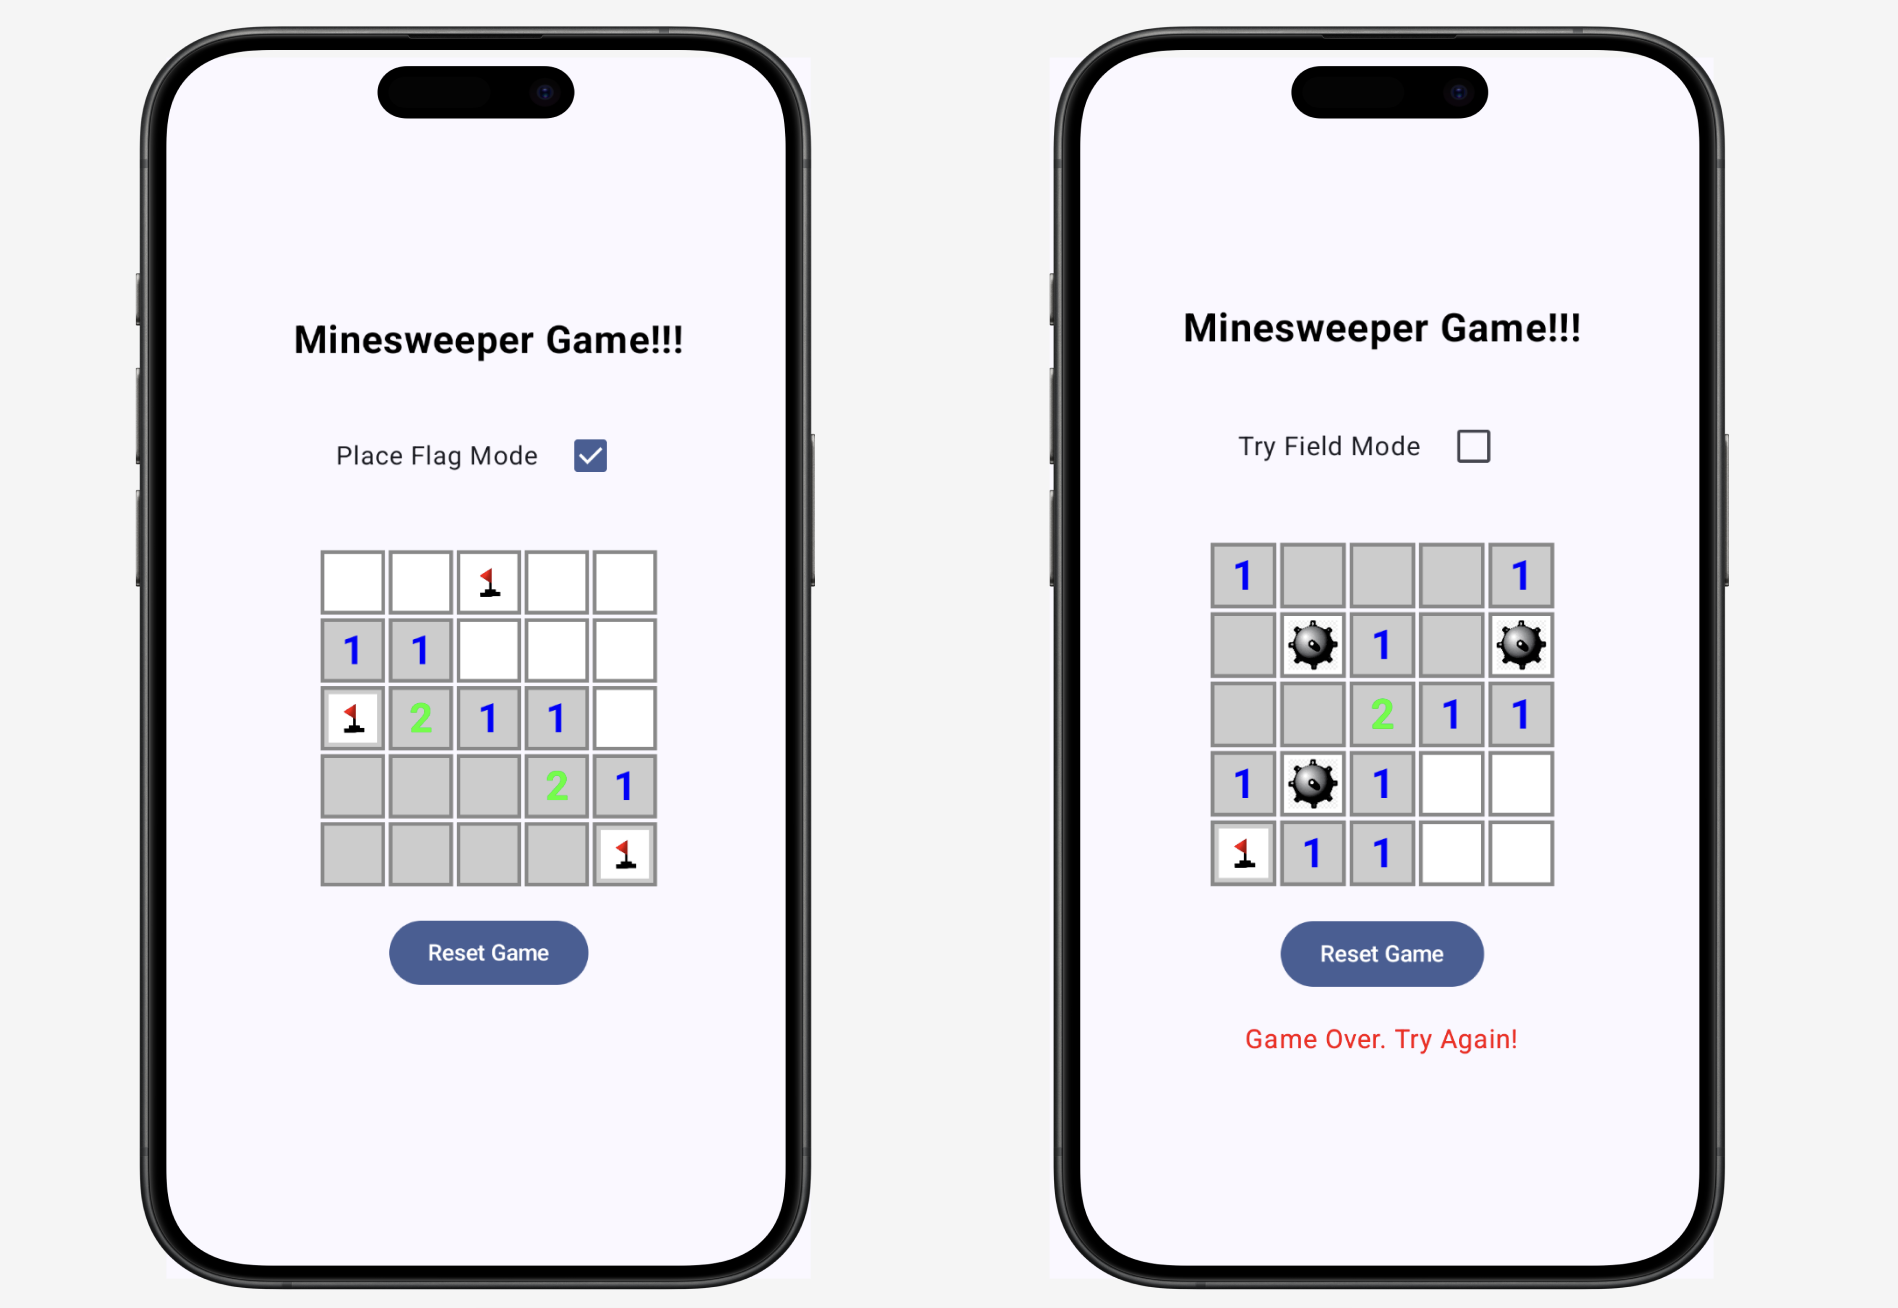 Minesweeper Game!!!
Place Flag Mode
1 1
2 1 1
2 1
Reset Game
Minesweeper Game!!!
Try Field Mode
1 1
1
2 1 1
1 1
1 1
Reset Game
Game Over. Try Again!